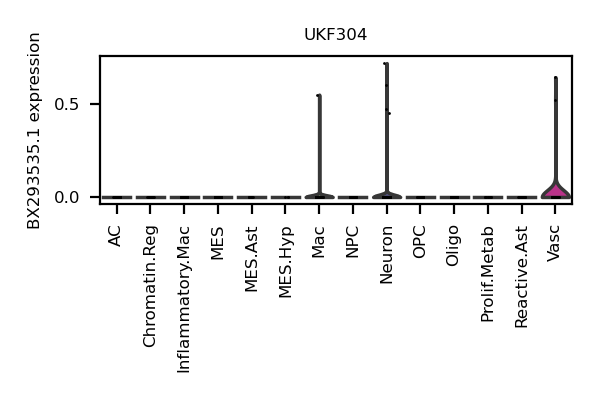 UKF304
BX293535.1 expression
0.5
0.0
AC
Chromatin.Reg
Inflammatory.Mac
MES
MES.Ast
MES.Hyp
Mac
NPC
Neuron
OPC
Oligo
Prolif.Metab
Reactive.Ast
Vasc